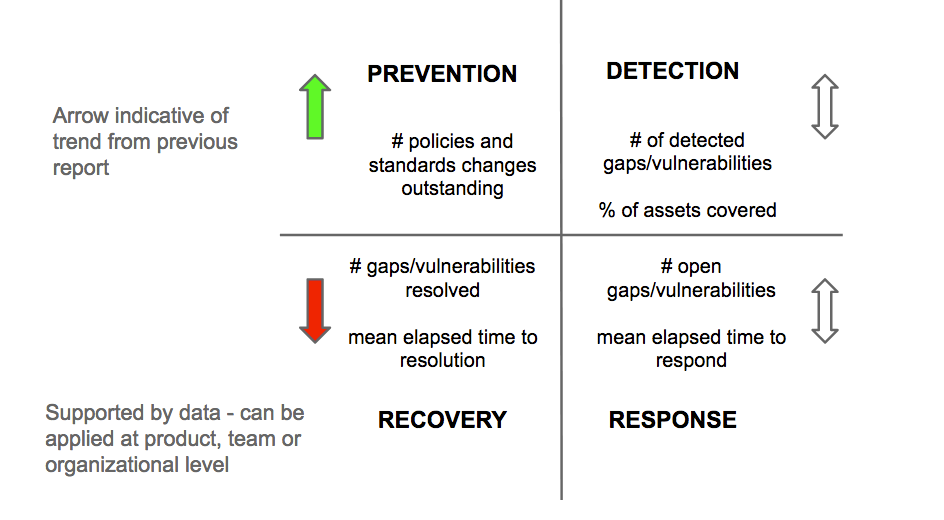 PREVENTION
DETECTION
Arrow indicative of
trend from previous
report
# policies and
standards changes
outstanding
# of detected
gaps/vulnerabilities
% of assets covered
# gaps/vulnerabilities
resolved
mean elapsed time to
resolution
# open
gaps/vulnerabilities
mean elapsed time to
respond
Supported by data - can be
applied at product, team or
organizational level
RECOVERY
RESPONSE